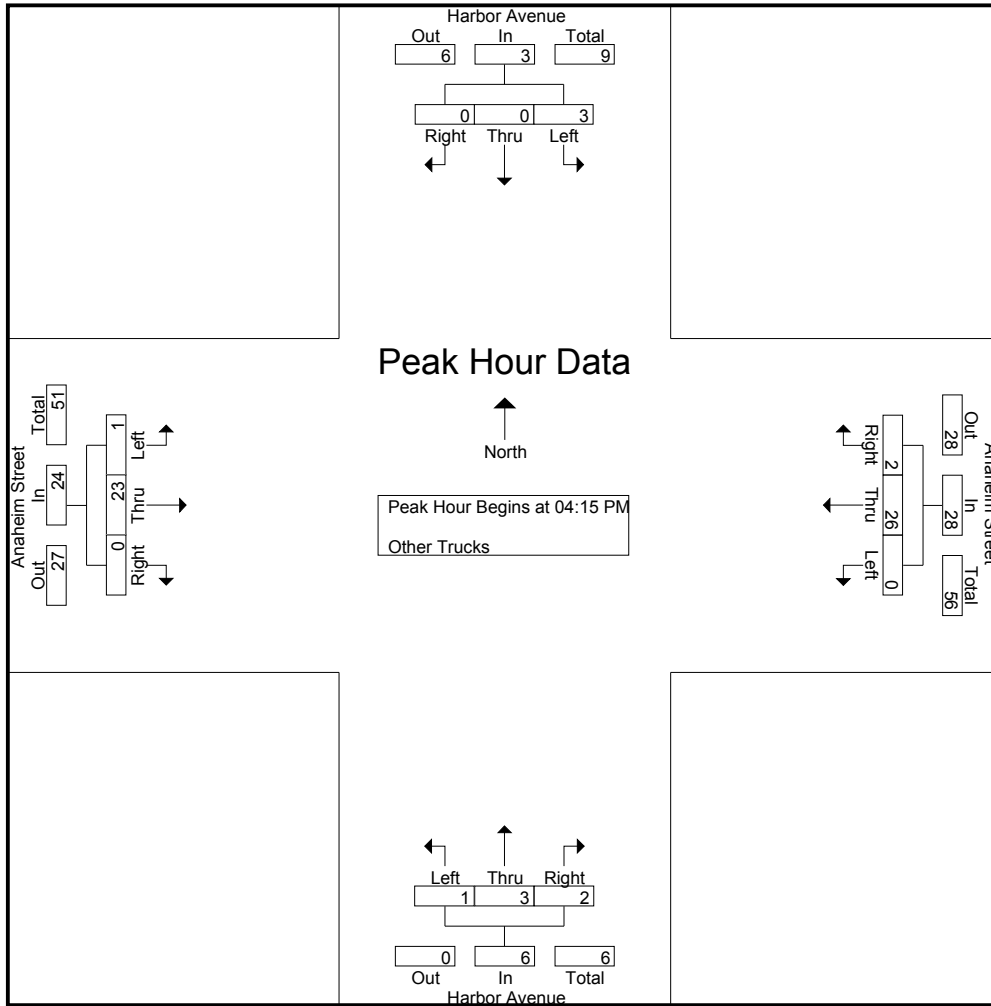 Harbor Avenue
Out In Total
6 3 9
0 0 3
Right Thru Left
Peak Hour Data
North
Peak Hour Begins at 04:15 PM
Other Trucks
Anaheim Street
Out In Total
27 24 51
Left Thru Right
1 23 0
Anaheim Street
Out In Total
28 28 56
Right Thru Left
2 26 0
Left Thru Right
1 3 2
0 6 6
Out In Total
Harbor Avenue